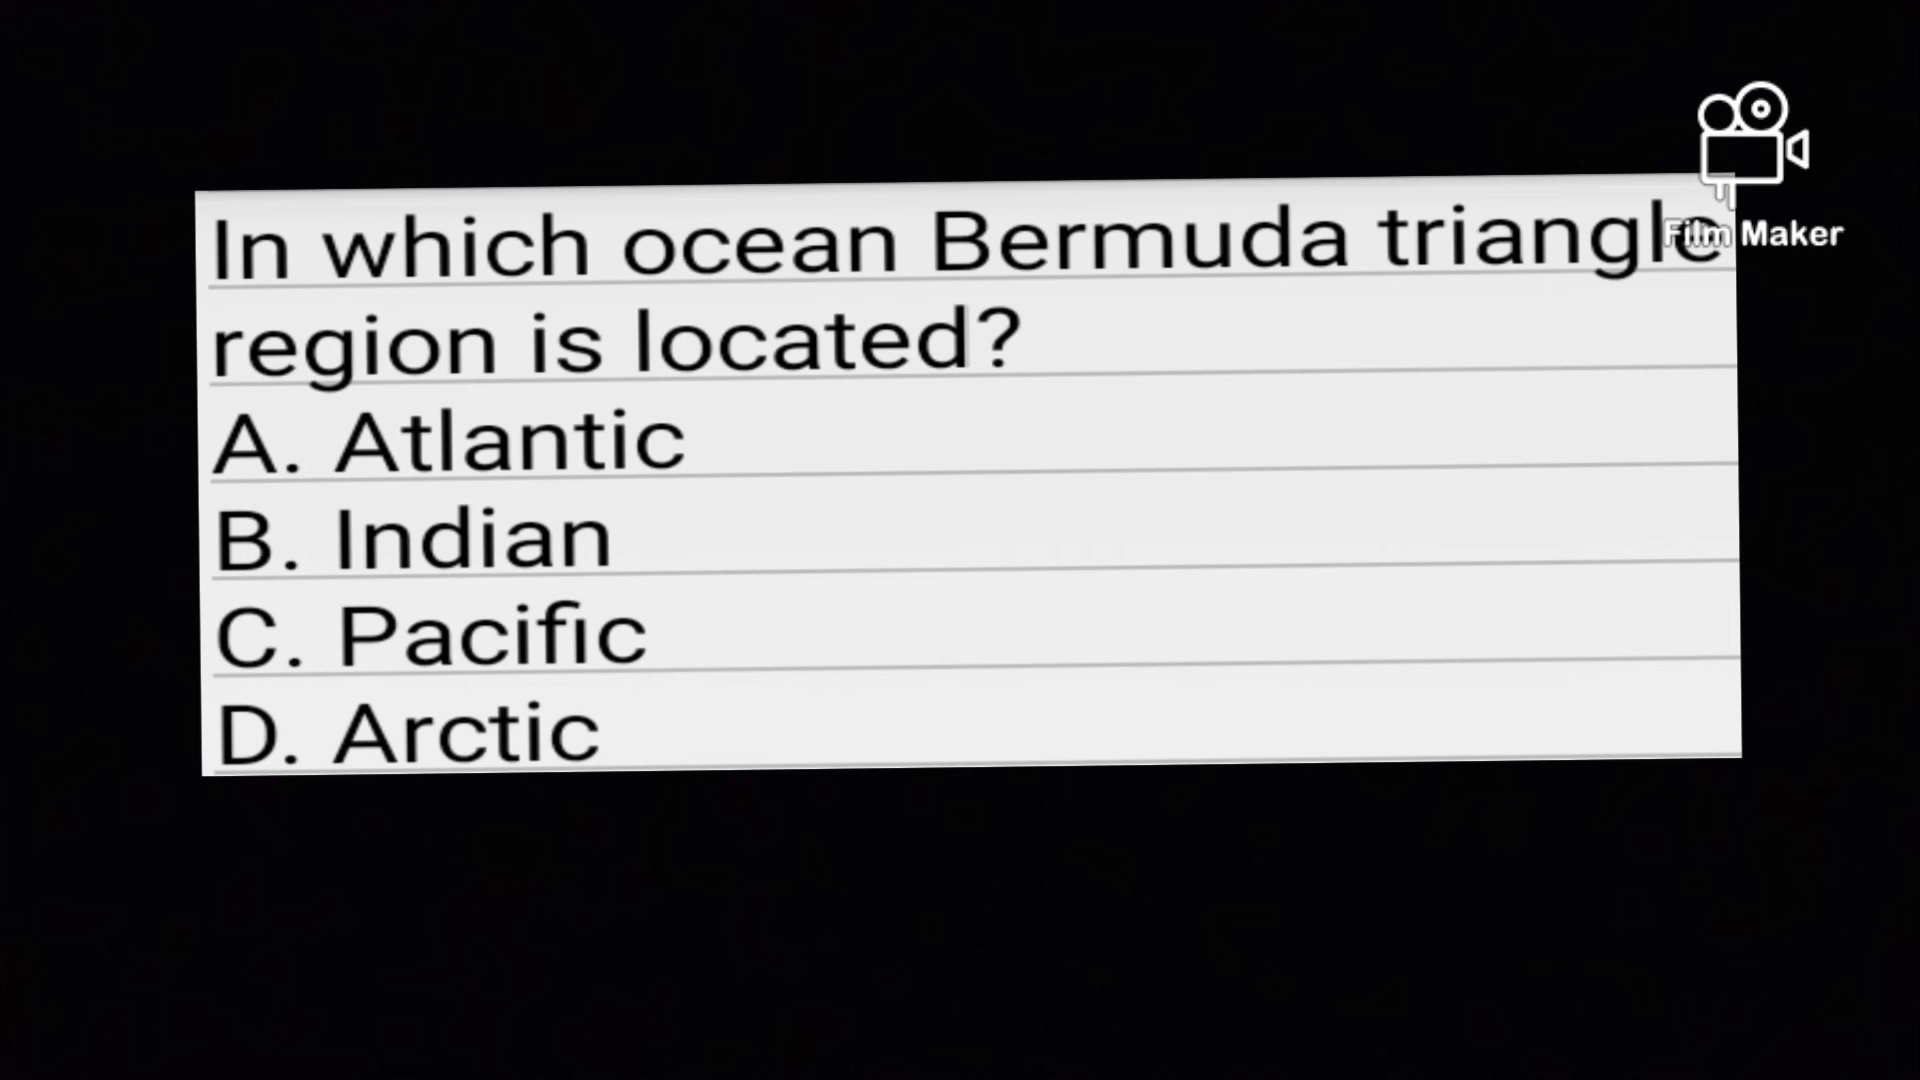 In which ocean Bermuda triangle
region is located?
A. Atlantic
B. Indian
C. Pacific
D. Arctic
Film Maker